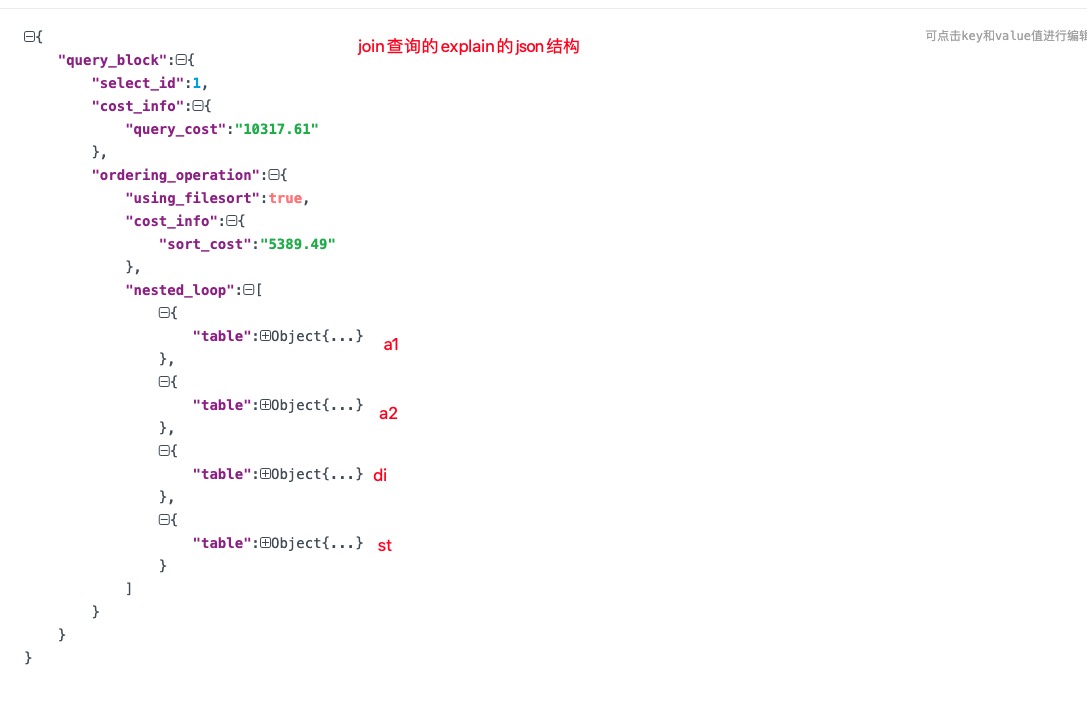 {
join查询的explain的json结构
可点击key和value值进行编辑
"query_block":{
"select_id":1,
"cost_info":{
"query_cost":"10317.61"
},
"ordering_operation":{
"using_filesort":true,
"cost_info":{
"sort_cost":"5389.49"
},
"nested_loop":[
{
"table":Object{...} a1
},
{
"table":Object{...} a2
},
{
"table":Object{...} di
},
{
"table":Object{...} st
}
]
}
}
}